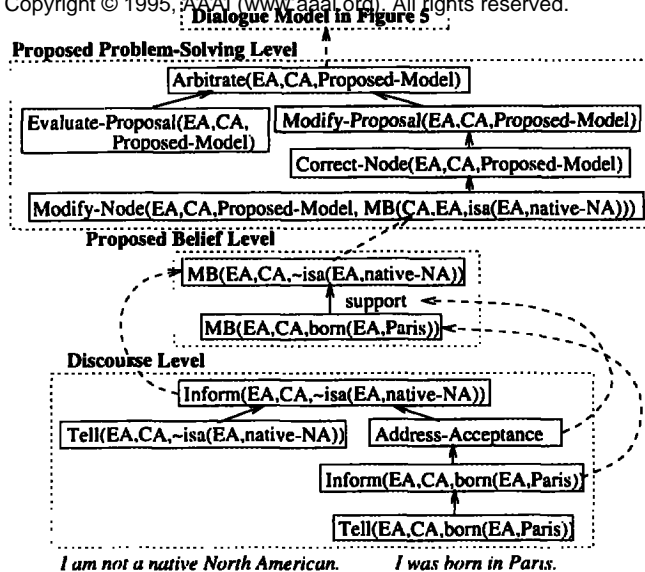 Copyright © 1995, AAAI (www.aaai.org). All rights reserved.
Dialogue Model in Figure 5
Proposed Problem-Solving Level
Arbitrate(EA,CA,Proposed-Model)
Evaluate-Proposal(EA,CA,
Proposed-Model)
Modify-Proposal(EA,CA,Proposed-Model)
Correct-Node(EA,CA,Proposed-Model)
Modify-Node(EA,CA,Proposed-Model, MB(CA,EA,isa(EA,native-NA)))
Proposed Belief Level
MB(EA,CA,~isa(EA,native-NA))
support
MB(EA,CA,born(EA,Paris))
Discourse Level
Inform(EA,CA,~isa(EA,native-NA))
Tell(EA,CA,~isa(EA,native-NA))
Address-Acceptance
Inform(EA,CA,born(EA,Paris))
Tell(EA,CA,born(EA,Paris))
I am not a native North American. I was born in Paris.